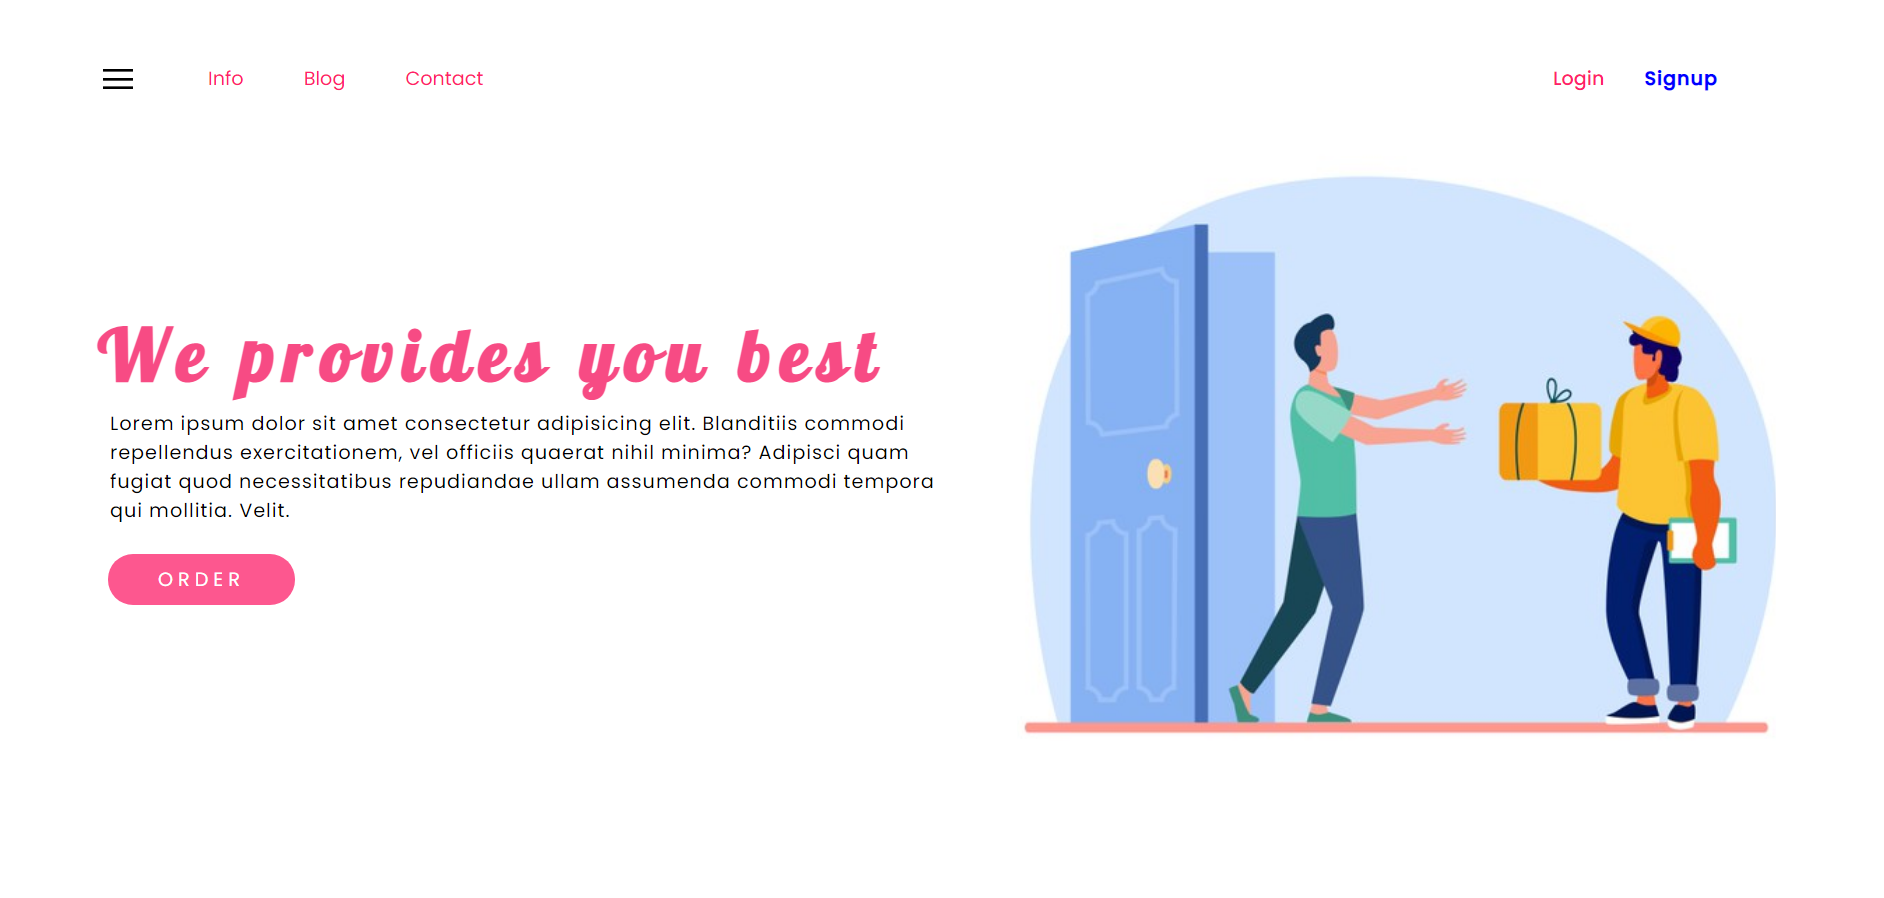 Info Blog Contact Login Signup
We provides you best
Lorem ipsum dolor sit amet consectetur adipisicing elit. Blanditiis commodi
repellendus exercitationem, vel officiis quaerat nihil minima? Adipisci quam
fugiat quod necessitatibus repudiandae ullam assumenda commodi tempora
qui mollitia. Velit.
ORDER